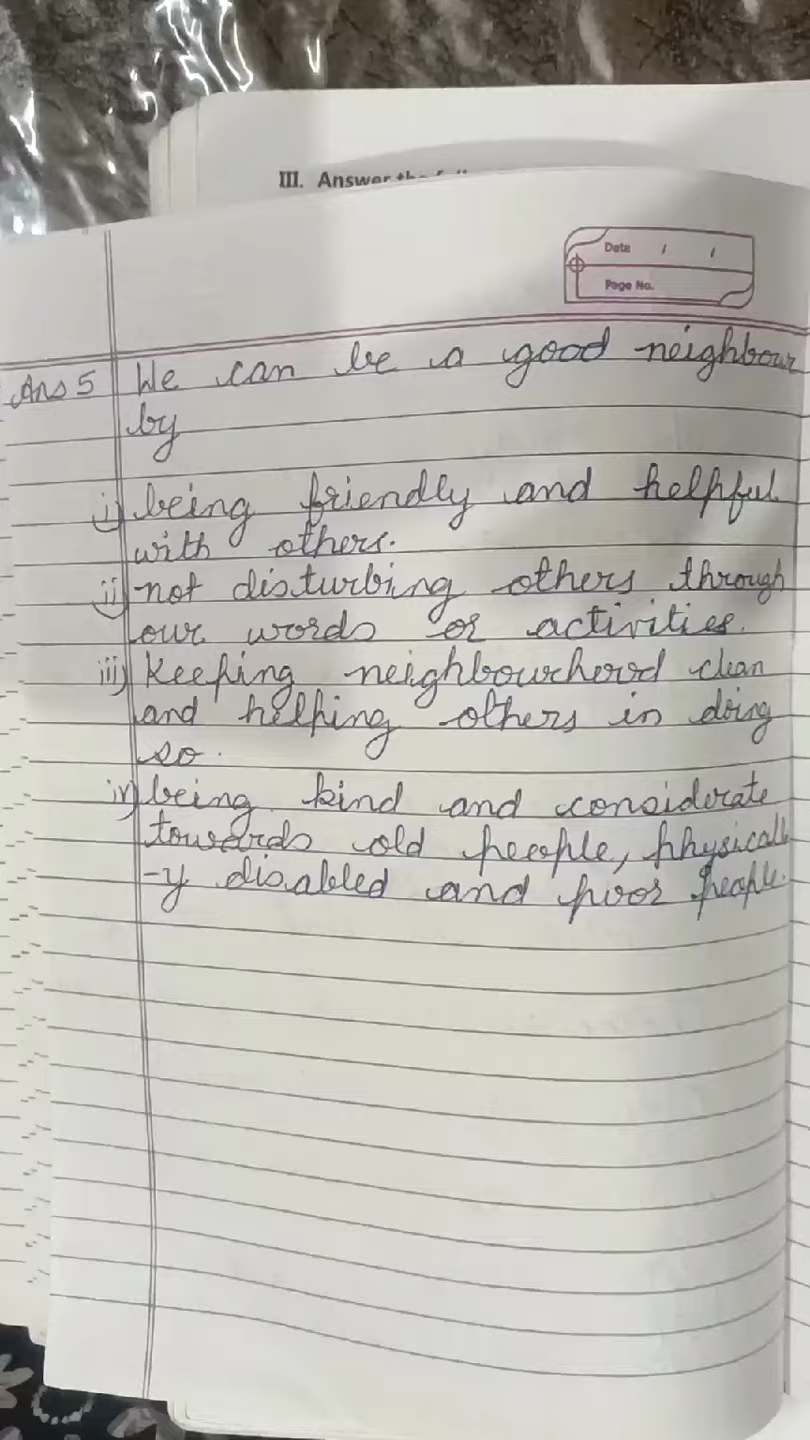 III. Answer the
Date / /
Page No.
Ans 5 We can be a good neighbour
by
i) being friendly and helpful
with others.
ii) not disturbing others through
our words or activities.
iii) Keeping neighbourhood clean
and helping others in doing
so.
iv) being kind and considerate
towards old people, physicall
-y disabled and poor people.